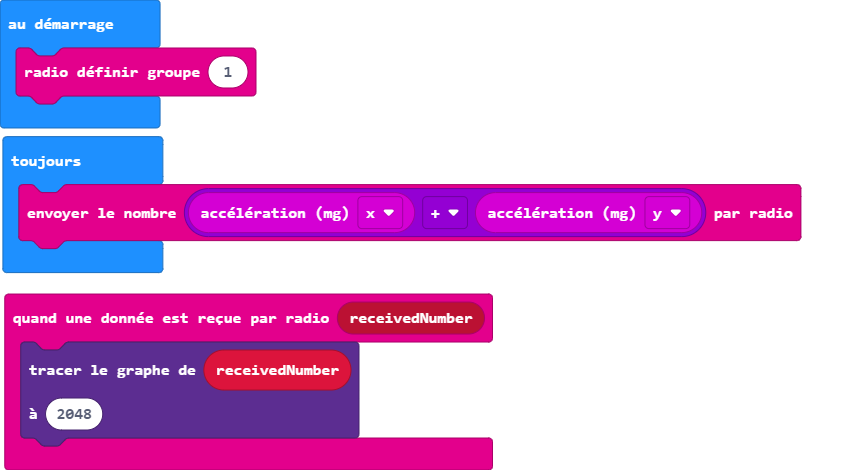 au démarrage
radio définir groupe 1
toujours
envoyer le nombre accélération (mg) x + accélération (mg) y par radio
quand une donnée est reçue par radio receivedNumber
tracer le graphe de receivedNumber
à 2048